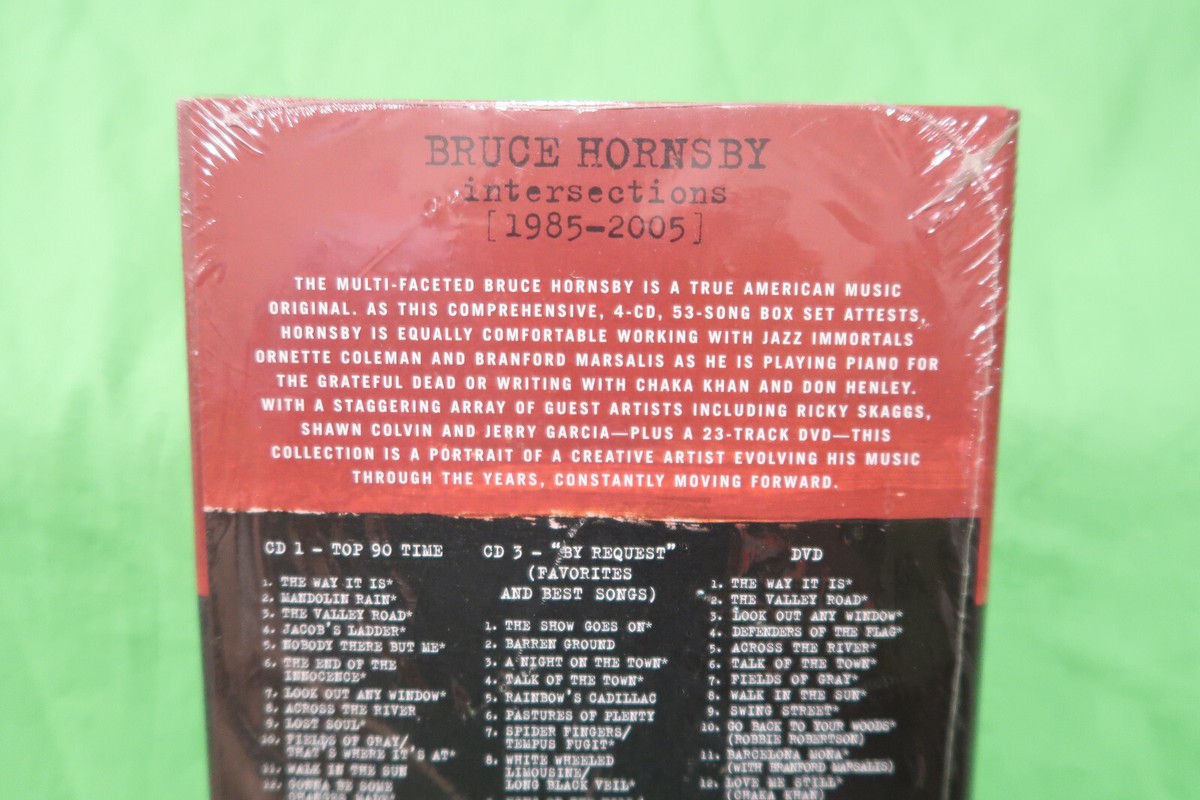 BRUCE HORNSBY
intersections
[1985-2005]
THE MULTI-FACETED BRUCE HORNSBY IS A TRUE AMERICAN MUSIC
ORIGINAL. AS THIS COMPREHENSIVE, 4-CD, 53-SONG BOX SET ATTESTS,
HORNSBY IS EQUALLY COMFORTABLE WORKING WITH JAZZ IMMORTALS
ORNETTE COLEMAN AND BRANFORD MARSALIS AS HE IS PLAYING PIANO FOR
THE GRATEFUL DEAD OR WRITING WITH CHAKA KHAN AND DON HENLEY.
WITH A STAGGERING ARRAY OF GUEST ARTISTS INCLUDING RICKY SKAGGS,
SHAWN COLVIN AND JERRY GARCIA—PLUS A 23-TRACK DVD—THIS
COLLECTION IS A PORTRAIT OF A CREATIVE ARTIST EVOLVING HIS MUSIC
THROUGH THE YEARS, CONSTANTLY MOVING FORWARD.
CD 1 - TOP 90 TIME
1. THE WAY IT IS*
2. MANDOLIN RAIN*
3. THE VALLEY ROAD*
4. JACOB'S LADDER*
5. NOBODY THERE BUT ME*
6. THE END OF THE
INNOCENCE*
7. LOOK OUT ANY WINDOW*
8. ACROSS THE RIVER
9. LOST SOUL*
10. FIELDS OF GRAY/
THAT'S WHERE IT'S AT*
11. WALK IN THE SUN
12. GONNA BE SOME
CHANGES MADE*
CD 3 - "BY REQUEST"
(FAVORITES
AND BEST SONGS)
1. THE SHOW GOES ON*
2. BARREN GROUND
3. A NIGHT ON THE TOWN*
4. TALK OF THE TOWN*
5. RAINBOW'S CADILLAC
6. PASTURES OF PLENTY
7. SPIDER FINGERS/
TEMPUS FUGIT*
8. WHITE WHEELED
LIMOUSINE/
LONG BLACK VEIL*
DVD
1. THE WAY IT IS*
2. THE VALLEY ROAD*
3. LOOK OUT ANY WINDOW*
4. DEFENDERS OF THE FLAG*
5. ACROSS THE RIVER*
6. TALK OF THE TOWN*
7. FIELDS OF GRAY*
8. WALK IN THE SUN*
9. SWING STREET*
10. GO BACK TO YOUR WOODS*
(ROBBIE ROBERTSON)
11. BARCELONA MONA*
(WITH BRANFORD MARSALIS)
12. LOVE ME STILL*
(CHAKA KHAN)